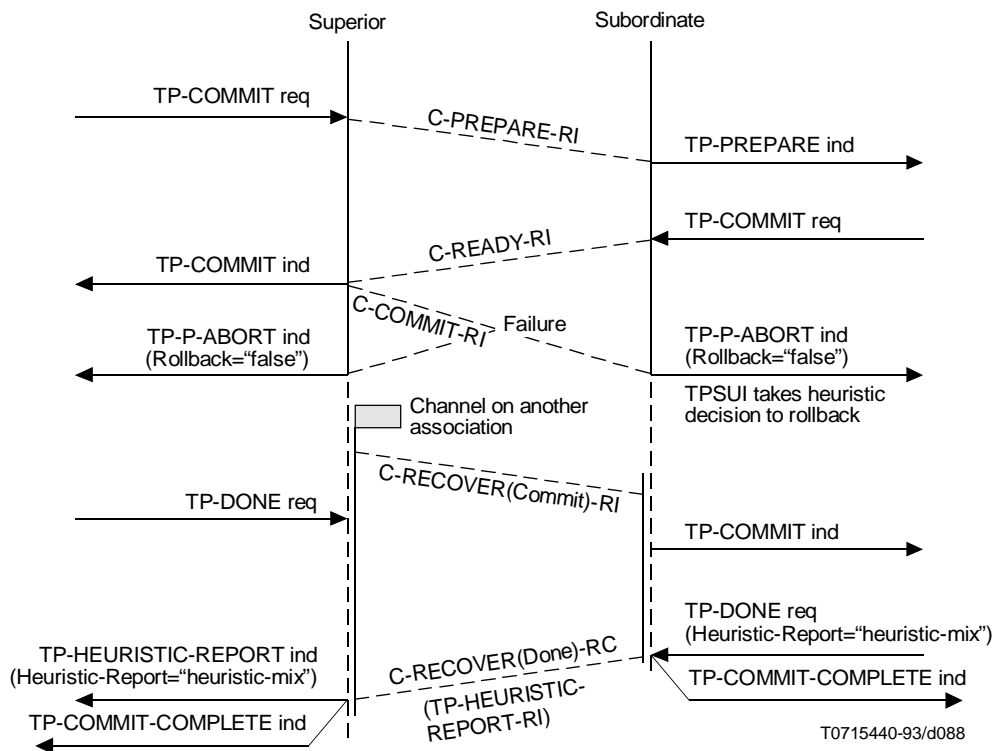 Superior
Subordinate
TP-COMMIT req
C-PREPARE-RI
TP-PREPARE ind
TP-COMMIT req
C-READY-RI
TP-COMMIT ind
C-COMMIT-RI
Failure
TP-P-ABORT ind
(Rollback=“false”)
TP-P-ABORT ind
(Rollback=“false”)
TPSUI takes heuristic
decision to rollback
Channel on another
association
C-RECOVER(Commit)-RI
TP-DONE req
TP-COMMIT ind
TP-DONE req
(Heuristic-Report=“heuristic-mix”)
TP-HEURISTIC-REPORT ind
(Heuristic-Report=“heuristic-mix”)
C-RECOVER(Done)-RC
(TP-HEURISTIC-
REPORT-RI)
TP-COMMIT-COMPLETE ind
TP-COMMIT-COMPLETE ind
T0715440-93/d088